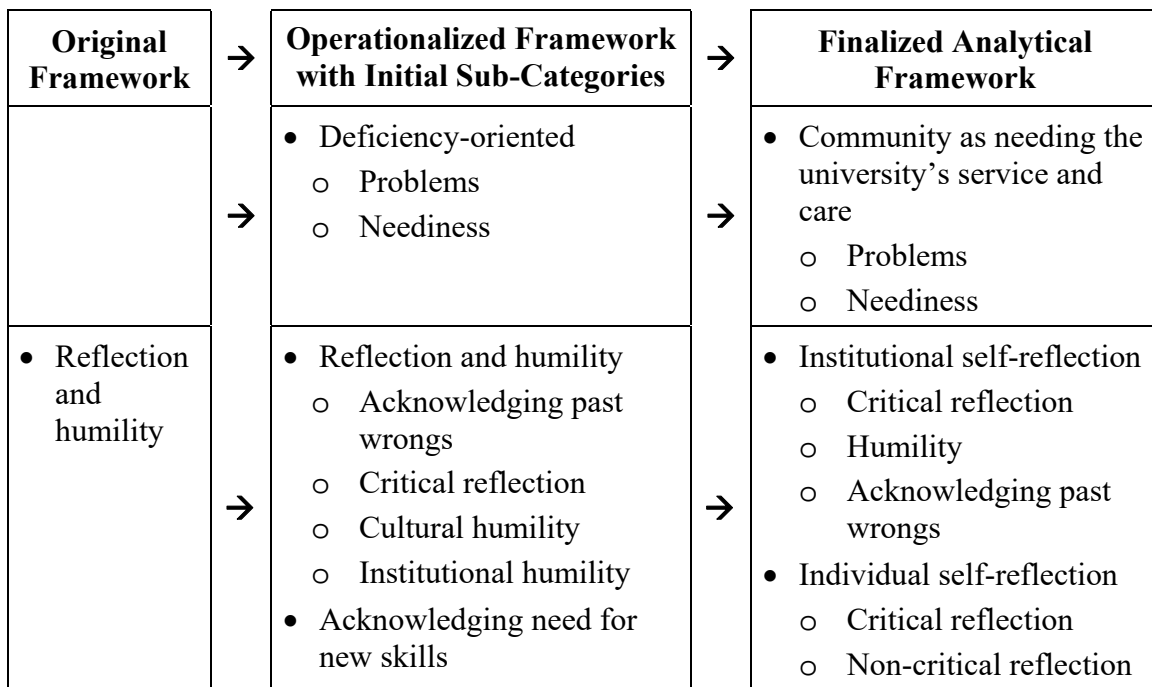 Original
Framework
→
Operationalized Framework
with Initial Sub-Categories
→
Finalized Analytical
Framework
→
• Deficiency-oriented
o Problems
o Neediness
→
• Community as needing the
university’s service and
care
o Problems
o Neediness
• Reflection
and
humility
→
• Reflection and humility
o Acknowledging past
wrongs
o Critical reflection
o Cultural humility
o Institutional humility
• Acknowledging need for
new skills
→
• Institutional self-reflection
o Critical reflection
o Humility
o Acknowledging past
wrongs
• Individual self-reflection
o Critical reflection
o Non-critical reflection